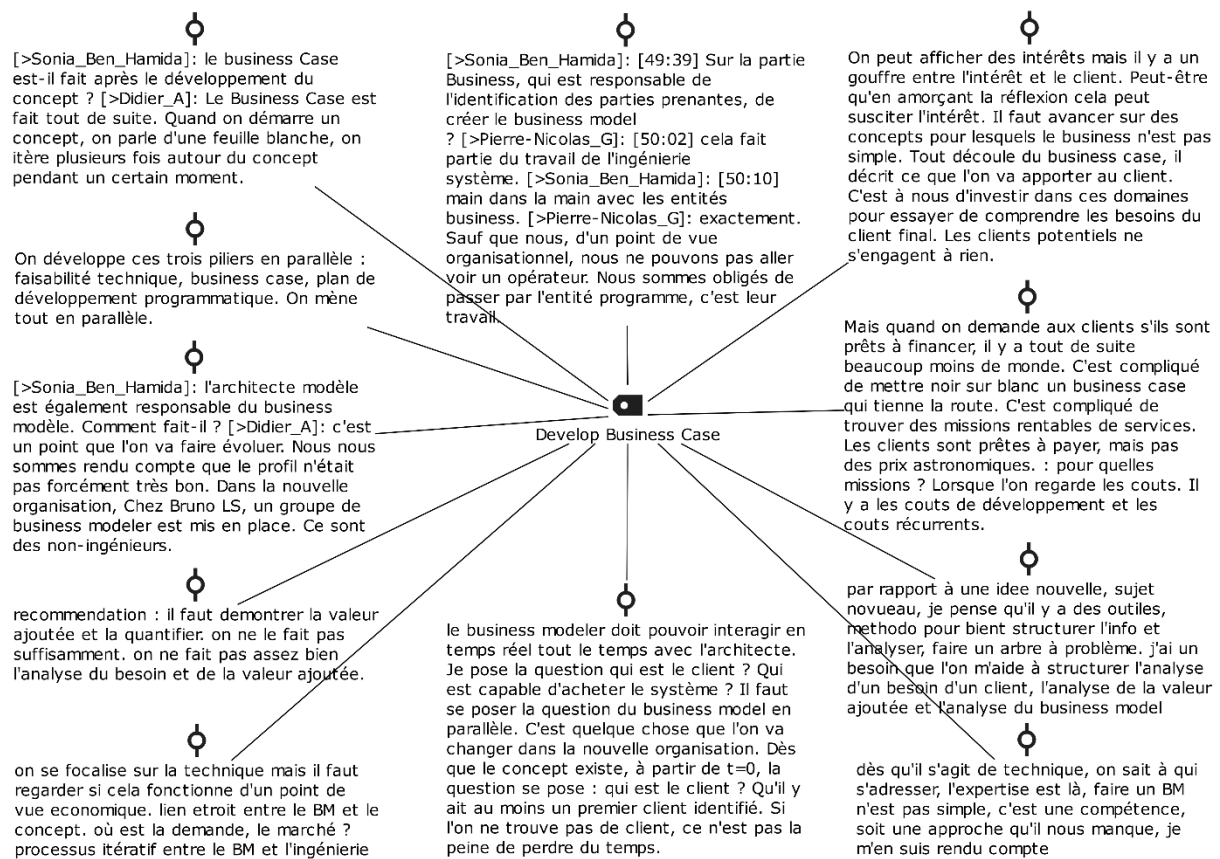 [>Sonia_Ben_Hamida]: le business Case
est-il fait après le développement du
concept ? [>Didier_A]: Le Business Case est
fait tout de suite. Quand on démarre un
concept, on parle d'une feuille blanche, on
itère plusieurs fois autour du concept
pendant un certain moment.
On développe ces trois piliers en parallèle :
faisabilité technique, business case, plan de
développement programmatique. On mène
tout en parallèle.
[>Sonia_Ben_Hamida]: l'architecte modèle
est également responsable du business
modèle. Comment fait-il ? [>Didier_A]: c'est
un point que l'on va faire évoluer. Nous nous
sommes rendu compte que le profil n'était
pas forcément très bon. Dans la nouvelle
organisation, Chez Bruno LS, un groupe de
business modeler est mis en place. Ce sont
des non-ingénieurs.
recommendation : il faut demontrer la valeur
ajoutée et la quantifier. on ne le fait pas
suffisamment. on ne fait pas assez bien
l'analyse du besoin et de la valeur ajoutée.
on se focalise sur la technique mais il faut
regarder si cela fonctionne d'un point de
vue economique. lien etroit entre le BM et le
concept. où est la demande, le marché ?
processus itératif entre le BM et l'ingénierie
[>Sonia_Ben_Hamida]: [49:39] Sur la partie
Business, qui est responsable de
l'identification des parties prenantes, de
créer le business model
? [>Pierre-Nicolas_G]: [50:02] cela fait
partie du travail de l'ingénierie
système. [>Sonia_Ben_Hamida]: [50:10]
main dans la main avec les entités
business. [>Pierre-Nicolas_G]: exactement.
Sauf que nous, d'un point de vue
organisationnel, nous ne pouvons pas aller
voir un opérateur. Nous sommes obligés de
passer par l'entité programme, c'est leur
travail.
Develop Business Case
le business modeler doit pouvoir interagir en
temps réel tout le temps avec l'architecte.
Je pose la question qui est le client ? Qui
est capable d'acheter le système ? Il faut
se poser la question du business model en
parallèle. C'est quelque chose que l'on va
changer dans la nouvelle organisation. Dès
que le concept existe, à partir de t=0, la
question se pose : qui est le client ? Qu'il y
ait au moins un premier client identifié. Si
l'on ne trouve pas de client, ce n'est pas la
peine de perdre du temps.
On peut afficher des intérêts mais il y a un
gouffre entre l'intérêt et le client. Peut-être
qu'en amorçant la réflexion cela peut
susciter l'intérêt. Il faut avancer sur des
concepts pour lesquels le business n'est pas
simple. Tout découle du business case, il
décrit ce que l'on va apporter au client.
C'est à nous d'investir dans ces domaines
pour essayer de comprendre les besoins du
client final. Les clients potentiels ne
s'engagent à rien.
Mais quand on demande aux clients s'ils sont
prêts à financer, il y a tout de suite
beaucoup moins de monde. C'est compliqué
de mettre noir sur blanc un business case
qui tienne la route. C'est compliqué de
trouver des missions rentables de services.
Les clients sont prêtes à payer, mais pas
des prix astronomiques. : pour quelles
missions ? Lorsque l'on regarde les couts. Il
y a les couts de développement et les
couts récurrents.
par rapport à une idee nouvelle, sujet
novueau, je pense qu'il y a des outiles,
methodo pour bient structurer l'info et
l'analyser, faire un arbre à problème. j'ai un
besoin que l'on m'aide à structurer l'analyse
d'un besoin d'un client, l'analyse de la valeur
ajoutée et l'analyse du business model
dès qu'il s'agit de technique, on sait à qui
s'adresser, l'expertise est là, faire un BM
n'est pas simple, c'est une compétence,
soit une approche qu'il nous manque, je
m'en suis rendu compte